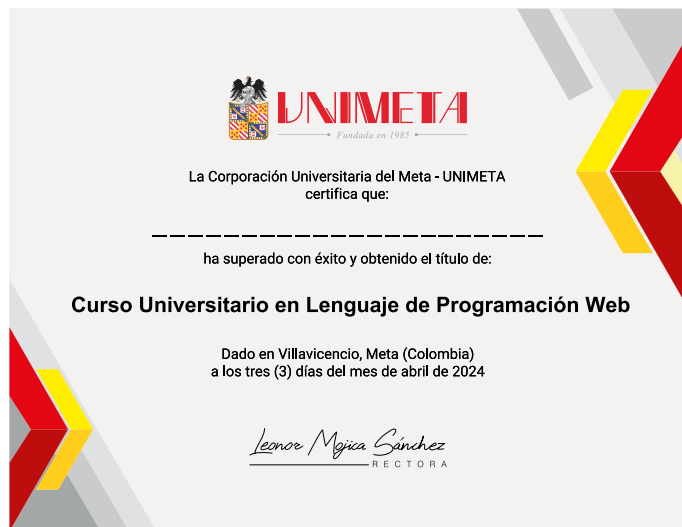 UNIMETA
Fundada en 1985
La Corporación Universitaria del Meta - UNIMETA
certifica que:
ha superado con éxito y obtenido el título de:
Curso Universitario en Lenguaje de Programación Web
Dado en Villavicencio, Meta (Colombia)
a los tres (3) días del mes de abril de 2024
Leonor Mojica Sánchez
RECTORA